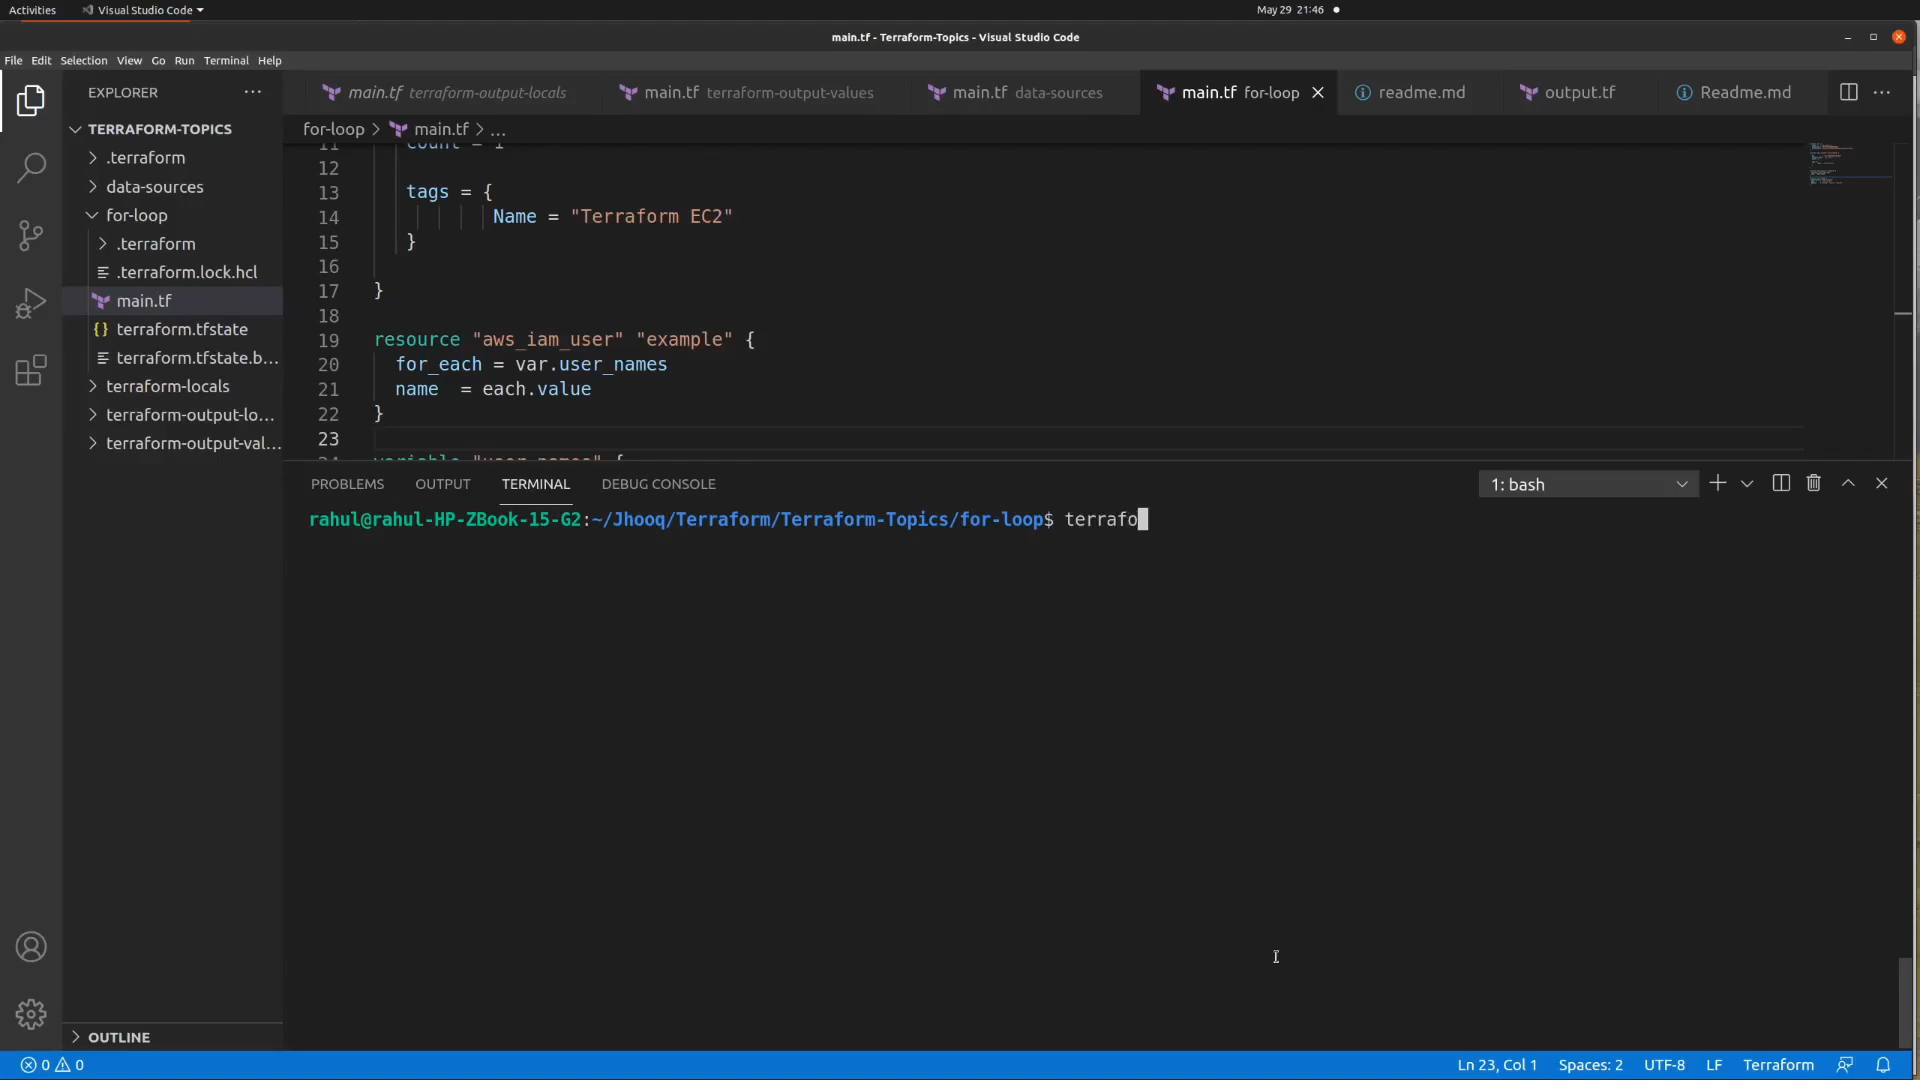 Activities
Visual Studio Code
May 29 21:46
main.tf - Terraform-Topics - Visual Studio Code
File Edit Selection View Go Run Terminal Help
EXPLORER
TERRAFORM-TOPICS
.terraform
data-sources
for-loop
.terraform
.terraform.lock.hcl
main.tf
terraform.tfstate
terraform.tfstate.b...
terraform-locals
terraform-output-lo...
terraform-output-val...
OUTLINE
main.tf terraform-output-locals
main.tf terraform-output-values
main.tf data-sources
main.tf for-loop
readme.md
output.tf
Readme.md
for-loop > main.tf > ...
11 count = 1
12
13 tags = {
14 Name = "Terraform EC2"
15 }
16
17 }
18
19 resource "aws_iam_user" "example" {
20 for_each = var.user_names
21 name = each.value
22 }
23
24 variable "user_names" {
PROBLEMS OUTPUT TERMINAL DEBUG CONSOLE
1: bash
rahul@rahul-HP-ZBook-15-G2:~/Jhooq/Terraform/Terraform-Topics/for-loop$ terrafo
0 0
Ln 23, Col 1 Spaces: 2 UTF-8 LF Terraform